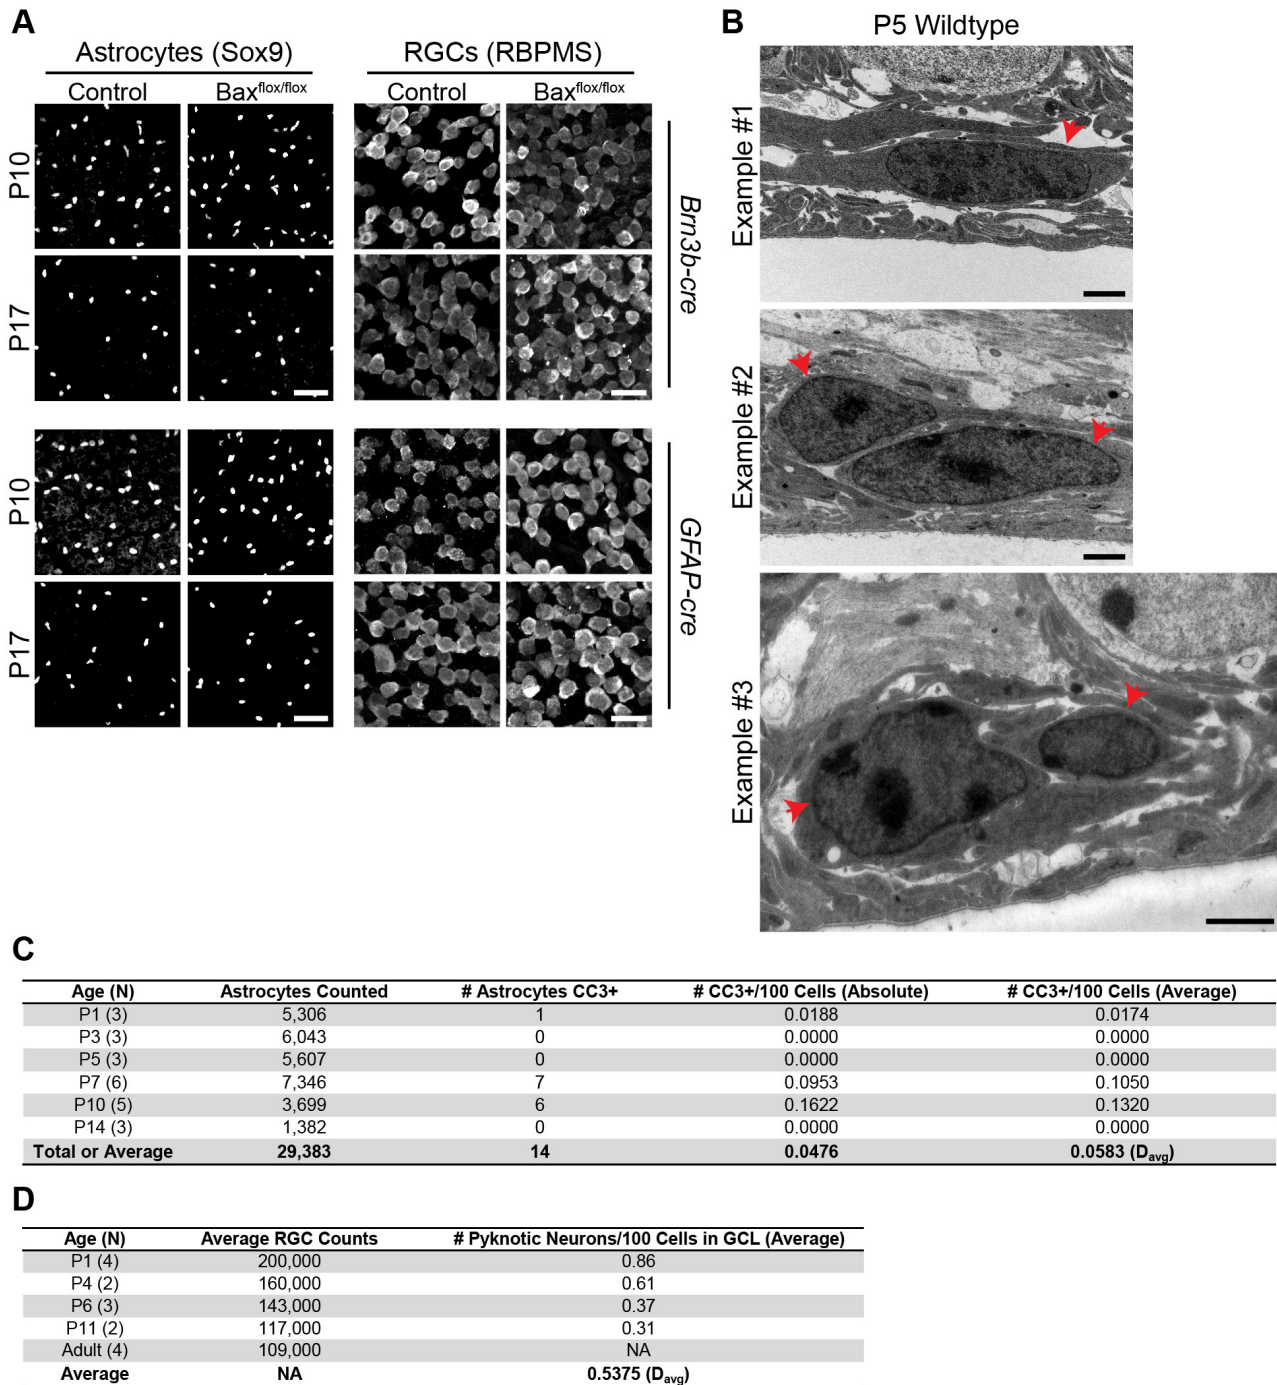 A
Astrocytes (Sox9)
RGCs (RBPMS)
Control
Bax^flox/flox
Control
Bax^flox/flox
P10
P17
Brn3b-cre
P10
P17
GFAP-cre
B
P5 Wildtype
Example #1
Example #2
Example #3
C
Age (N) Astrocytes Counted # Astrocytes CC3+ # CC3+/100 Cells (Absolute) # CC3+/100 Cells (Average)
P1 (3) 5,306 1 0.0188 0.0174
P3 (3) 6,043 0 0.0000 0.0000
P5 (3) 5,607 0 0.0000 0.0000
P7 (6) 7,346 7 0.0953 0.1050
P10 (5) 3,699 6 0.1622 0.1320
P14 (3) 1,382 0 0.0000 0.0000
Total or Average 29,383 14 0.0476 0.0583 (Davg)
D
Age (N) Average RGC Counts # Pyknotic Neurons/100 Cells in GCL (Average)
P1 (4) 200,000 0.86
P4 (2) 160,000 0.61
P6 (3) 143,000 0.37
P11 (2) 117,000 0.31
Adult (4) 109,000 NA
Average NA 0.5375 (Davg)